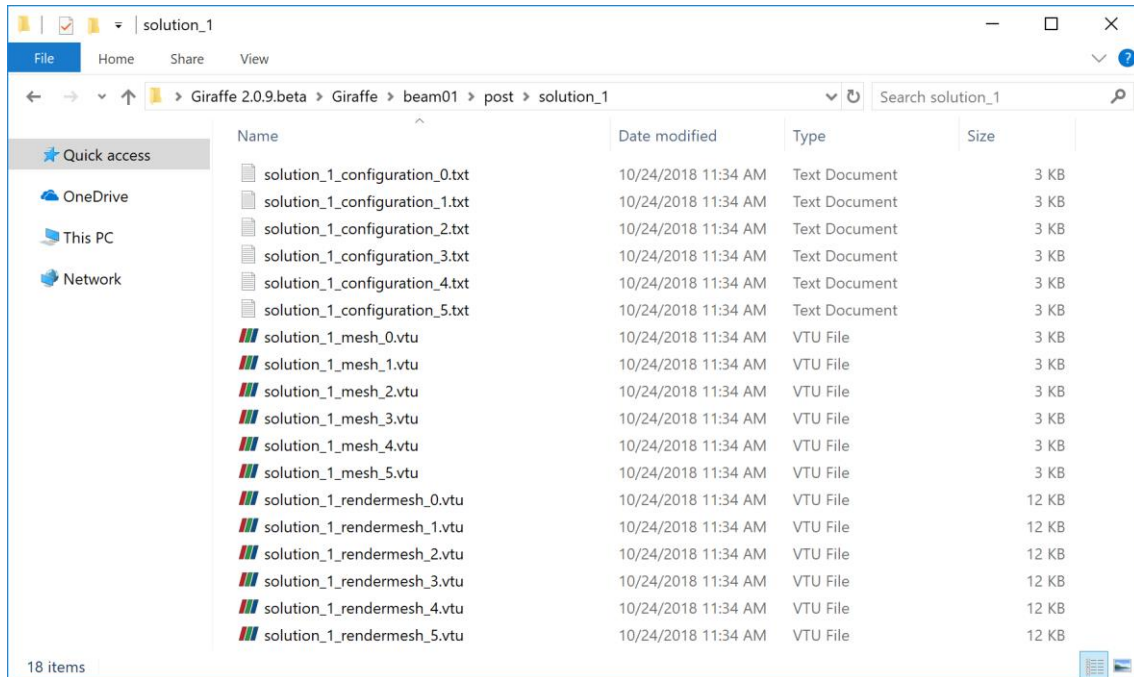 solution_1
File Home Share View
Giraffe 2.0.9.beta > Giraffe > beam01 > post > solution_1 Search solution_1
Name Date modified Type Size
Quick access
OneDrive
This PC
Network
solution_1_configuration_0.txt 10/24/2018 11:34 AM Text Document 3 KB
solution_1_configuration_1.txt 10/24/2018 11:34 AM Text Document 3 KB
solution_1_configuration_2.txt 10/24/2018 11:34 AM Text Document 3 KB
solution_1_configuration_3.txt 10/24/2018 11:34 AM Text Document 3 KB
solution_1_configuration_4.txt 10/24/2018 11:34 AM Text Document 3 KB
solution_1_configuration_5.txt 10/24/2018 11:34 AM Text Document 3 KB
solution_1_mesh_0.vtu 10/24/2018 11:34 AM VTU File 3 KB
solution_1_mesh_1.vtu 10/24/2018 11:34 AM VTU File 3 KB
solution_1_mesh_2.vtu 10/24/2018 11:34 AM VTU File 3 KB
solution_1_mesh_3.vtu 10/24/2018 11:34 AM VTU File 3 KB
solution_1_mesh_4.vtu 10/24/2018 11:34 AM VTU File 3 KB
solution_1_mesh_5.vtu 10/24/2018 11:34 AM VTU File 3 KB
solution_1_rendermesh_0.vtu 10/24/2018 11:34 AM VTU File 12 KB
solution_1_rendermesh_1.vtu 10/24/2018 11:34 AM VTU File 12 KB
solution_1_rendermesh_2.vtu 10/24/2018 11:34 AM VTU File 12 KB
solution_1_rendermesh_3.vtu 10/24/2018 11:34 AM VTU File 12 KB
solution_1_rendermesh_4.vtu 10/24/2018 11:34 AM VTU File 12 KB
solution_1_rendermesh_5.vtu 10/24/2018 11:34 AM VTU File 12 KB
18 items